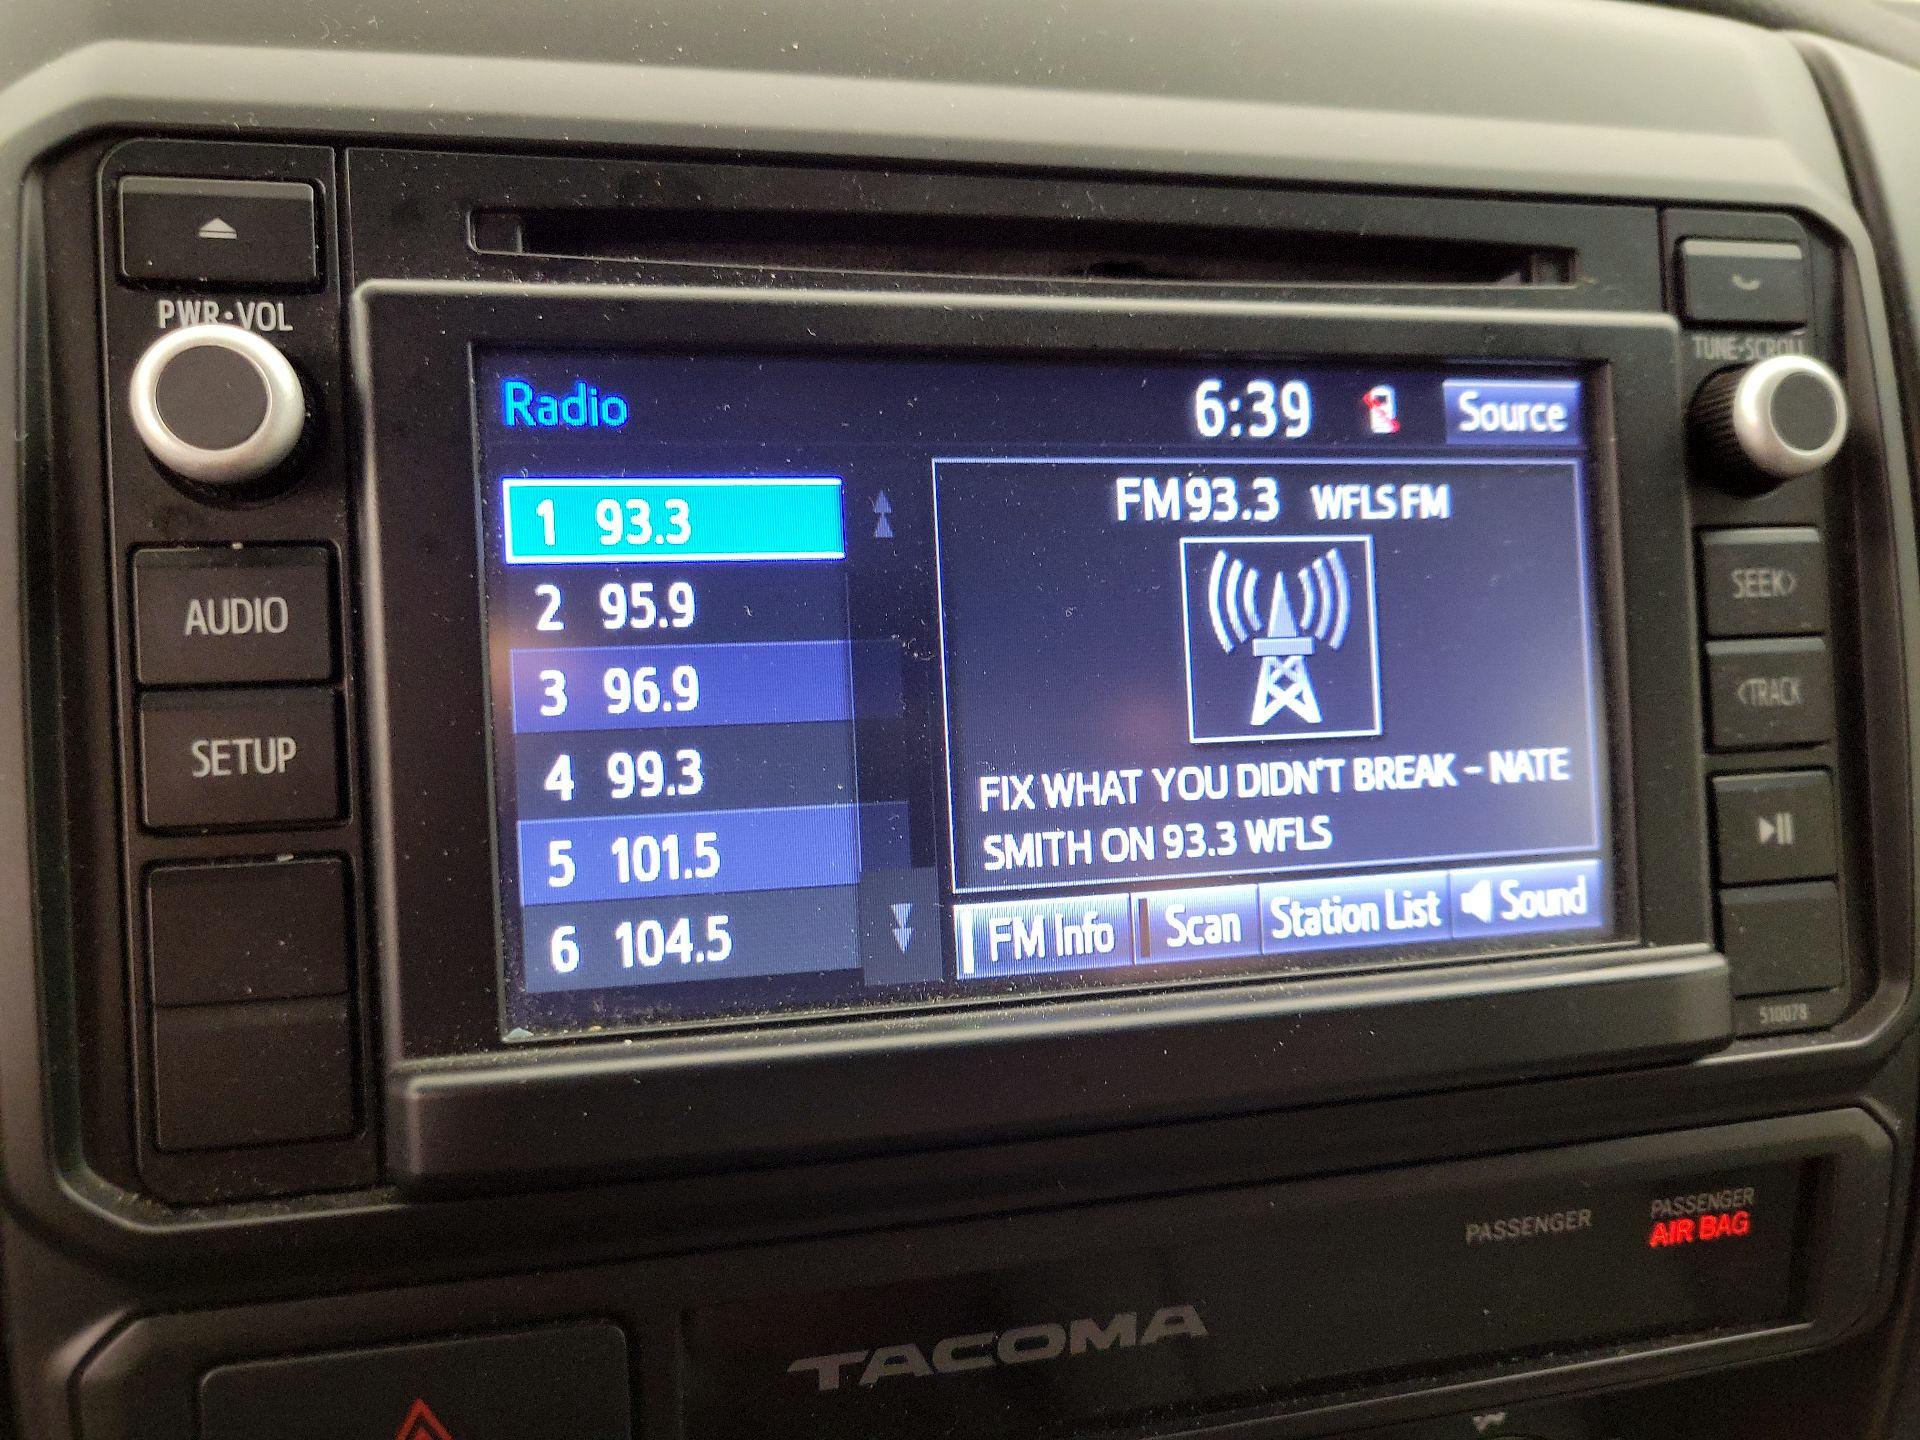 PWR•VOL
AUDIO
SETUP
Radio
6:39
Source
1 93.3
2 95.9
3 96.9
4 99.3
5 101.5
6 104.5
FM93.3 WFLS FM
FIX WHAT YOU DIDN'T BREAK - NATE
SMITH ON 93.3 WFLS
FM Info
Scan
Station List
Sound
TUNE•SCROLL
SEEK>
<TRACK
510078
PASSENGER
PASSENGER
AIR BAG
TACOMA